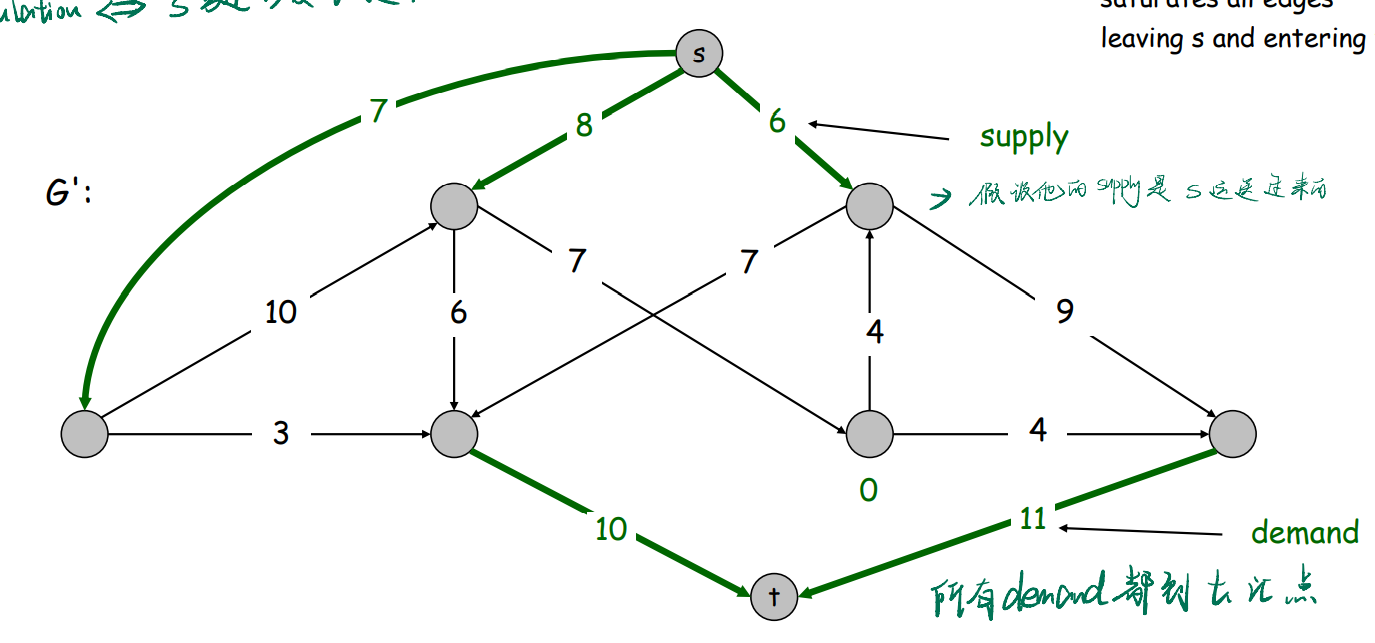 ulation ⟺ s
saturates all edges
leaving s and entering
s
7
8
6
supply
G':
→ 假设他的supply是s运送过来的
7
7
10
6
4
9
3
4
0
10
11
demand
t
所有demand都到t汇点